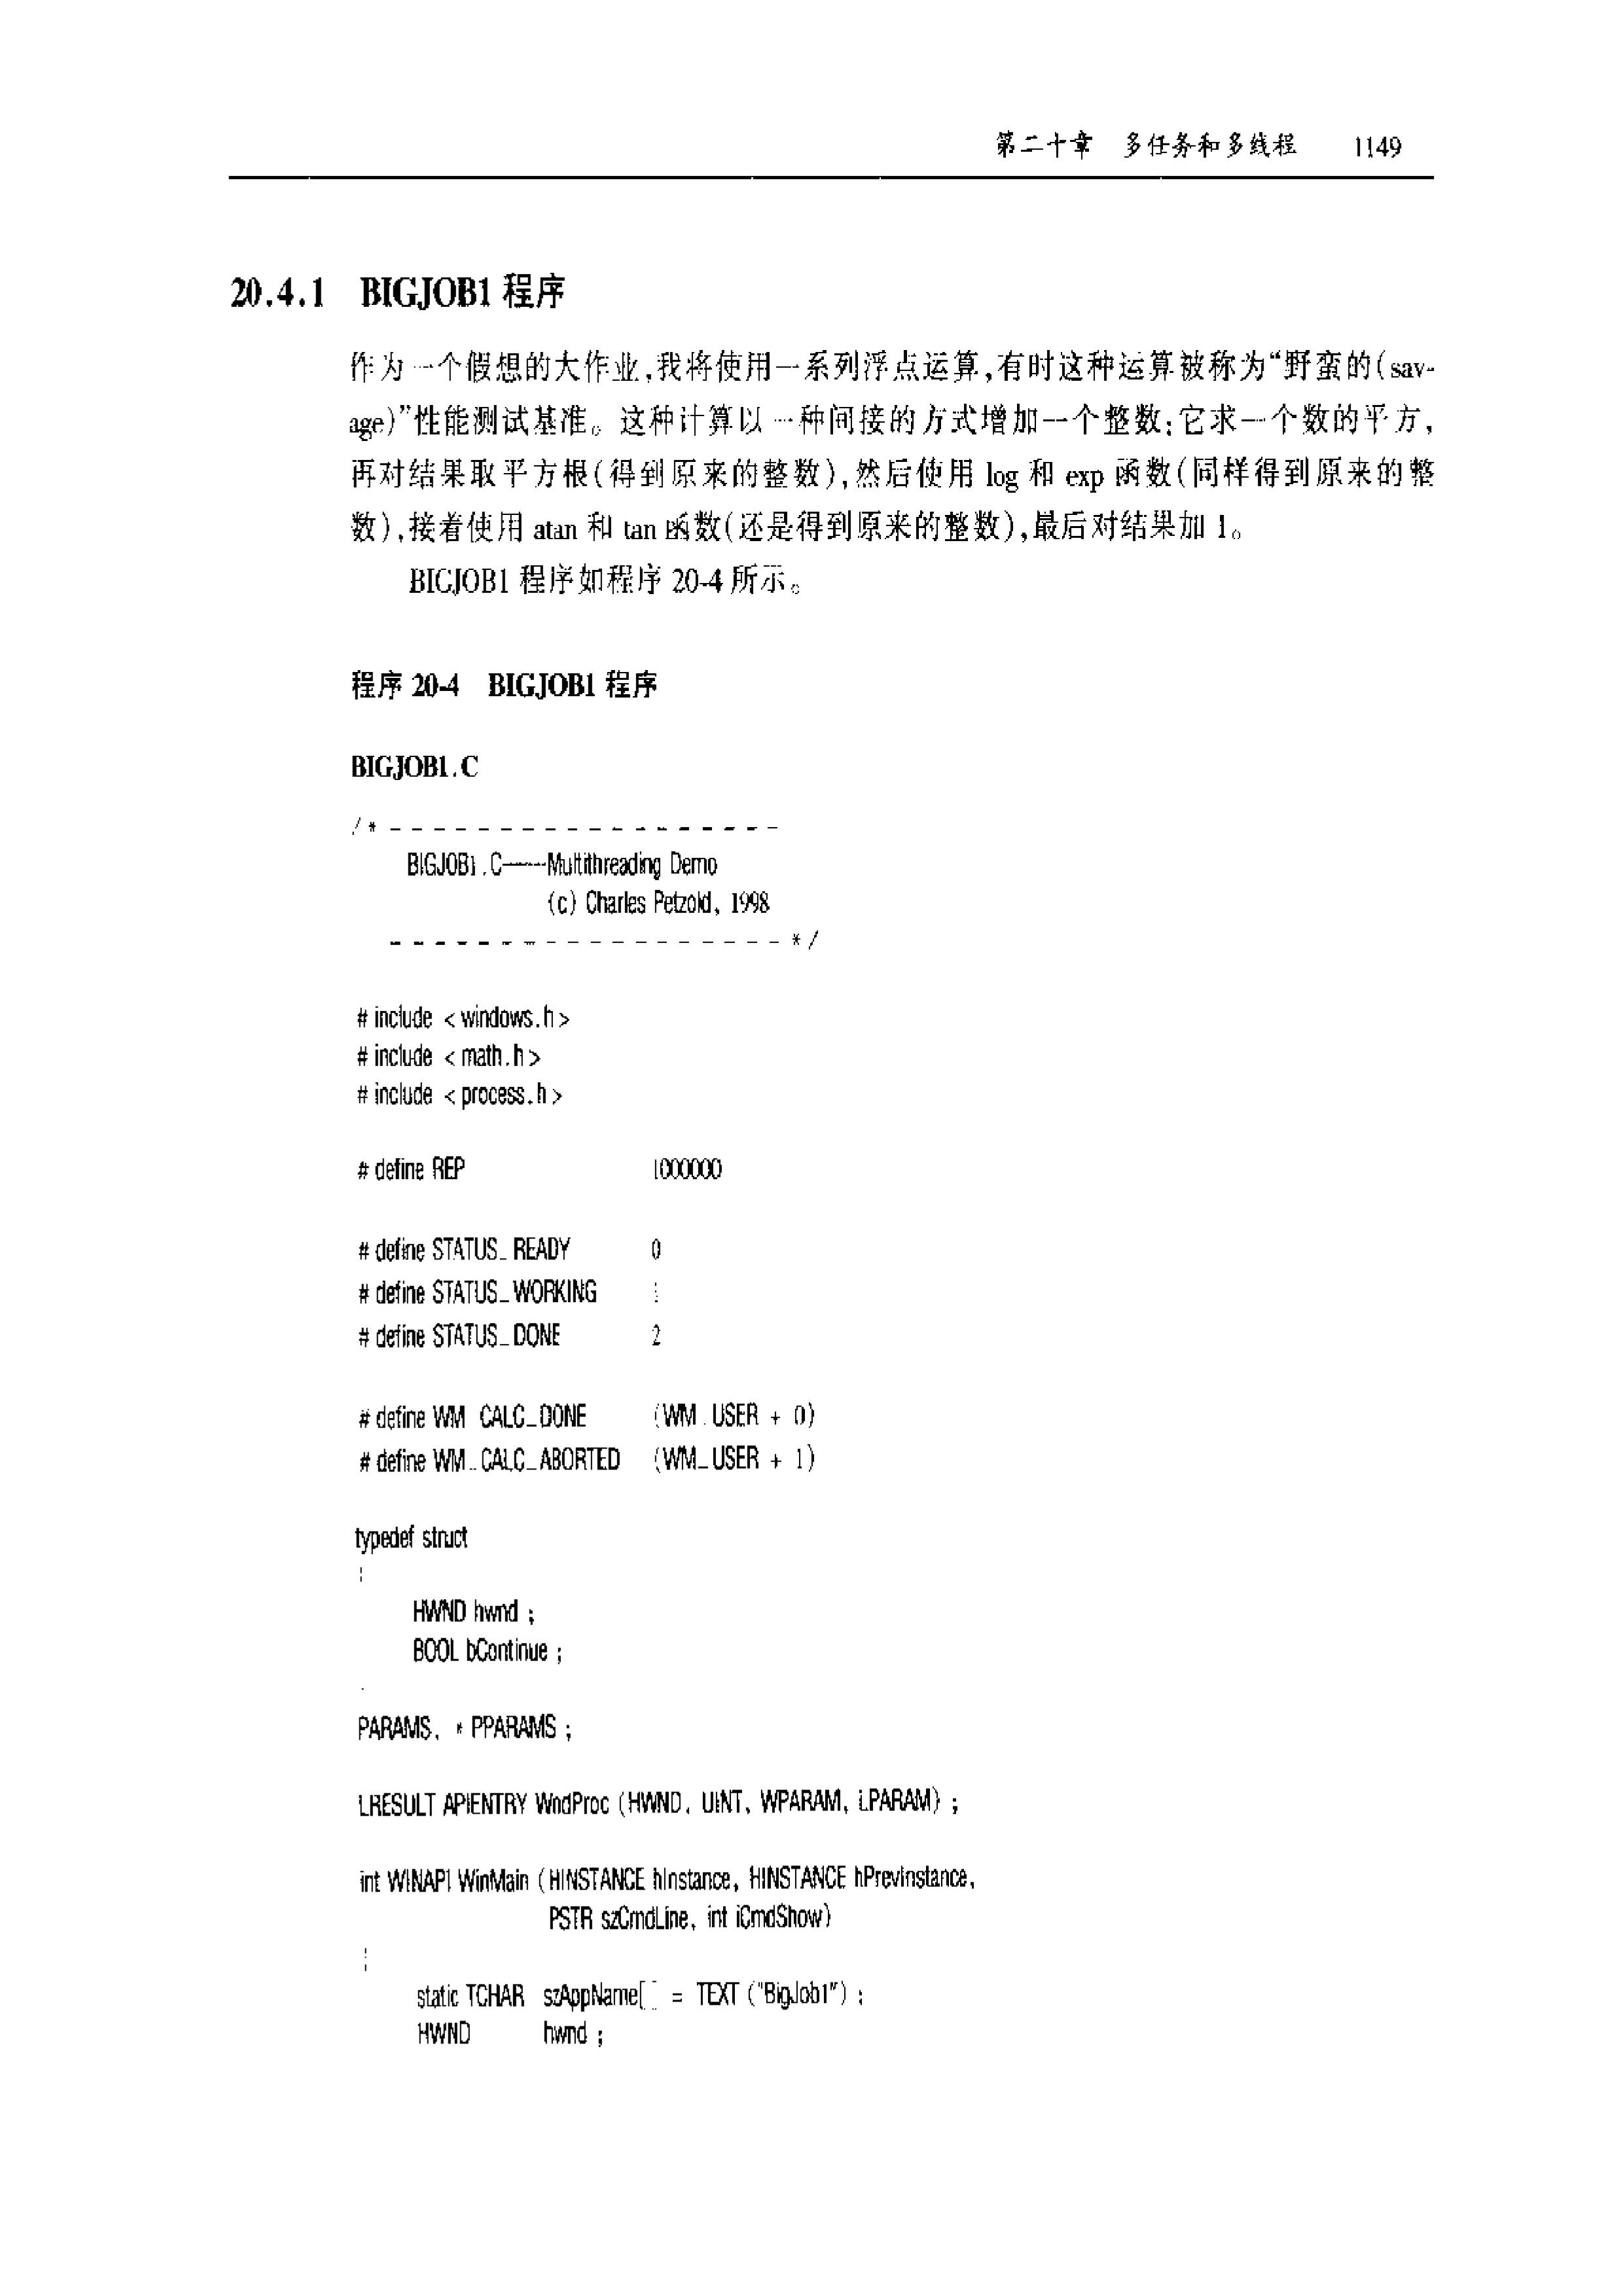 第二十章 多任务和多线程 1149
20.4.1 BIGJOB1 程序
作为一个假想的大作业,我将使用一系列浮点运算,有时这种运算被称为“野蛮的(sav-
age)”性能测试基准。这种计算以一种间接的方式增加一个整数:它求一个数的平方,
再对结果取平方根(得到原来的整数),然后使用 log 和 exp 函数(同样得到原来的整
数),接着使用 atan 和 tan 函数(还是得到原来的整数),最后对结果加 1。
BIGJOB1 程序如程序 20-4 所示。
程序 20-4 BIGJOB1 程序
BIGJOB1.C
/* - - - - - - - - - - - - - - - - - -
BIGJOB1.C——Multithreading Demo
(c) Charles Petzold, 1998
- - - - - - - - - - - - - - - - - - */
# include <windows.h>
# include <math.h>
# include <process.h>
# define REP 1000000
# define STATUS_READY 0
# define STATUS_WORKING 1
# define STATUS_DONE 2
# define WM_CALC_DONE (WM_USER + 0)
# define WM_CALC_ABORTED (WM_USER + 1)
typedef struct
{
HWND hwnd ;
BOOL bContinue ;
PARAMS, * PPARAMS ;
LRESULT APIENTRY WndProc (HWND, UINT, WPARAM, LPARAM) ;
int WINAPI WinMain (HINSTANCE hInstance, HINSTANCE hPrevInstance,
PSTR szCmdLine, int iCmdShow)
{
static TCHAR szAppName[] = TEXT ("BigJob1") ;
HWND hwnd ;